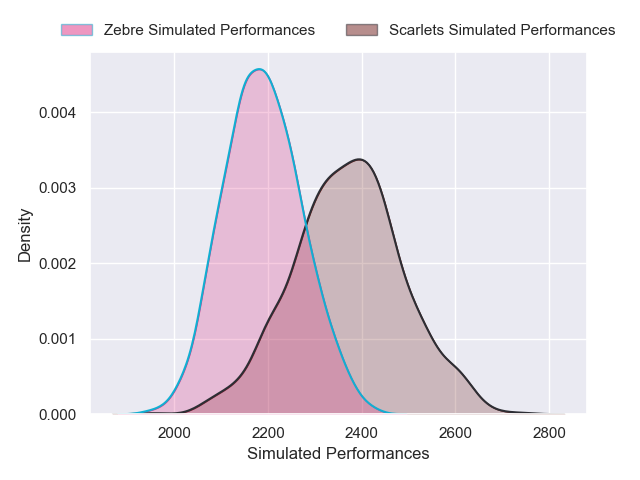 Zebre Simulated Performances Scarlets Simulated Performances
0.004
0.003
0.002
0.001
0.000
Density
2000 2200 2400 2600 2800
Simulated Performances